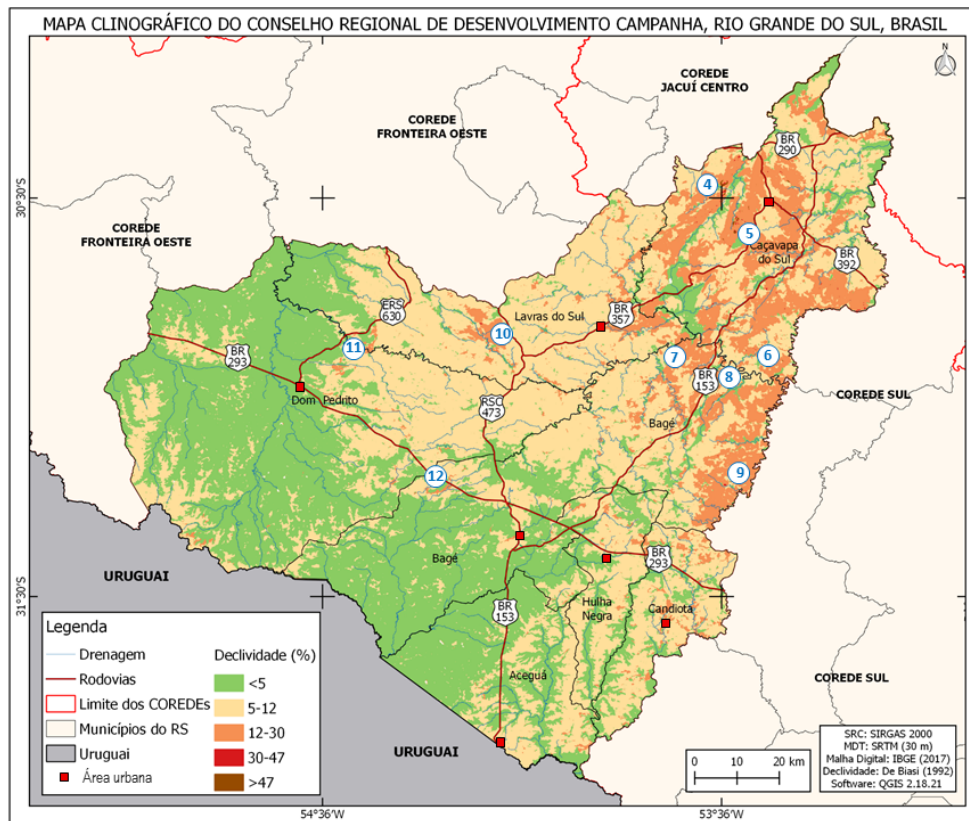 MAPA CLINOGRÁFICO DO CONSELHO REGIONAL DE DESENVOLVIMENTO CAMPANHA, RIO GRANDE DO SUL, BRASIL
N
COREDE
JACUÍ CENTRO
COREDE
FRONTEIRA OESTE
BR
290
4
30°30'S
5
COREDE
FRONTEIRA OESTE
Caçavapa
do Sul
BR
392
ERS
630
Lavras do Sul
BR
357
10
11
7
6
BR
293
8
BR
153
Dom Pedrito
COREDE SUL
RSC
473
Bagé
12
9
Bagé
BR
293
URUGUAI
31°30'S
Hulha
Negra
Candiota
BR
153
Legenda
Drenagem
Rodovias
Limite dos COREDEs
Municípios do RS
Uruguai
Área urbana
Declividade (%)
<5
5-12
12-30
30-47
>47
Aceguá
COREDE SUL
URUGUAI
0 10 20 km
SRC: SIRGAS 2000
MDT: SRTM (30 m)
Malha Digital: IBGE (2017)
Declividade: De Biasi (1992)
Software: QGIS 2.18.21
54°36'W
53°36'W